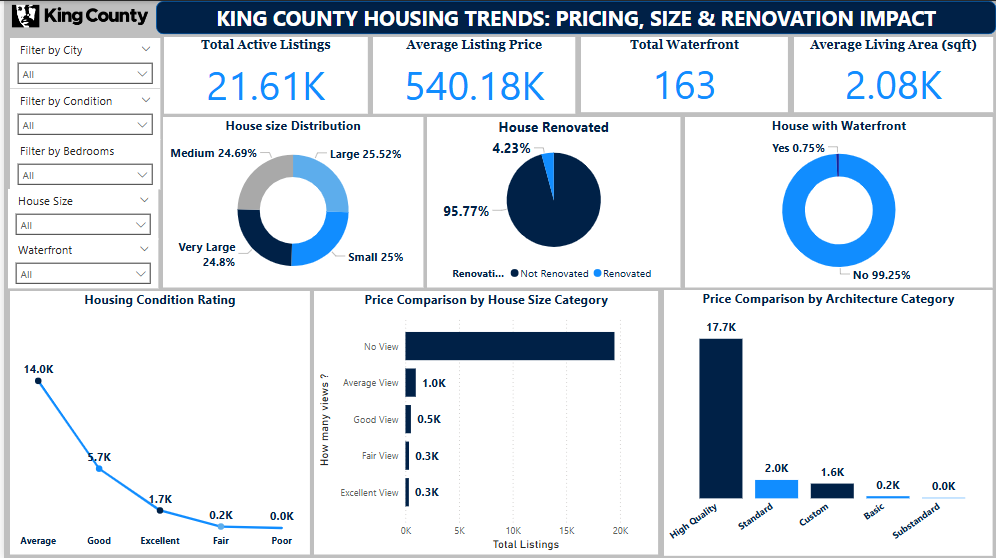 King County
KING COUNTY HOUSING TRENDS: PRICING, SIZE & RENOVATION IMPACT
Filter by City
All
Filter by Condition
All
Filter by Bedrooms
All
House Size
All
Waterfront
All
Total Active Listings
21.61K
Average Listing Price
540.18K
Total Waterfront
163
Average Living Area (sqft)
2.08K
House size Distribution
Medium 24.69%
Large 25.52%
Very Large
24.8%
Small 25%
House Renovated
4.23%
95.77%
Renovati... Not Renovated Renovated
House with Waterfront
Yes 0.75%
No 99.25%
Housing Condition Rating
14.0K
5.7K
1.7K
0.2K
0.0K
Average Good Excellent Fair Poor
Price Comparison by House Size Category
How many views ?
No View
Average View 1.0K
Good View 0.5K
Fair View 0.3K
Excellent View 0.3K
0K 5K 10K 15K 20K
Total Listings
Price Comparison by Architecture Category
17.7K
2.0K
1.6K
0.2K
0.0K
High Quality Standard Custom Basic Substandard